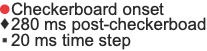 Checkerboard onset
280 ms post-checkerboad
20 ms time step